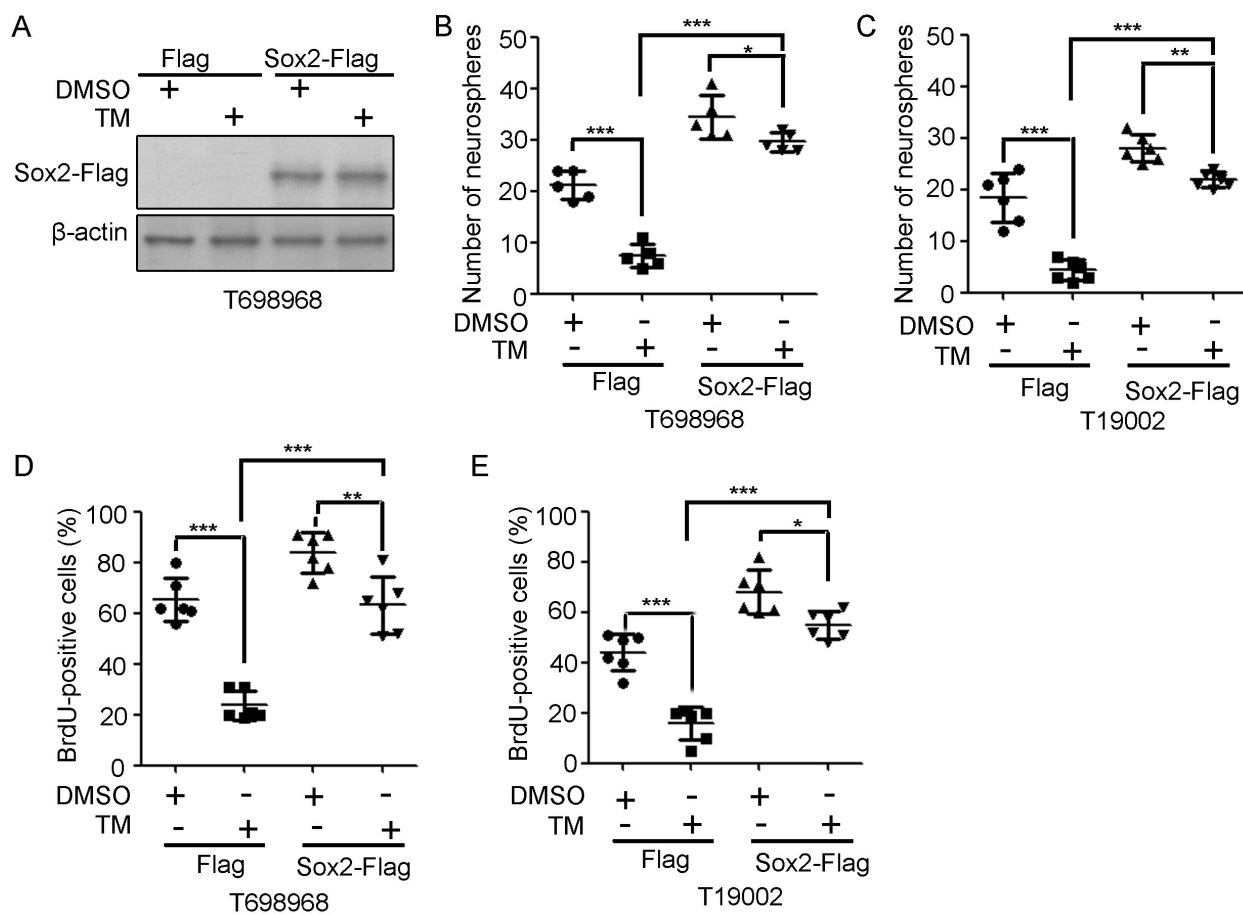 A
Flag Sox2-Flag
DMSO + +
TM + +
Sox2-Flag
β-actin
T698968
B
Number of neurospheres
50
40
30
20
10
0
***
***
*
DMSO + - + -
TM - + - +
Flag Sox2-Flag
T698968
C
Number of neurospheres
50
40
30
20
10
0
***
***
**
DMSO + - + -
TM - + - +
Flag Sox2-Flag
T19002
D
BrdU-positive cells (%)
100
80
60
40
20
0
***
***
**
DMSO + - + -
TM - + - +
Flag Sox2-Flag
T698968
E
BrdU-positive cells (%)
100
80
60
40
20
0
***
***
*
DMSO + - + -
TM - + - +
Flag Sox2-Flag
T19002